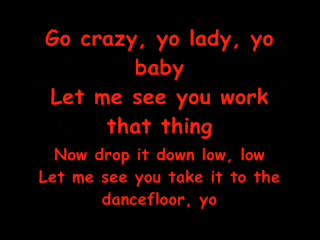 Go crazy, yo lady, yo
baby
Let me see you work
that thing
Now drop it down low, low
Let me see you take it to the
dancefloor, yo